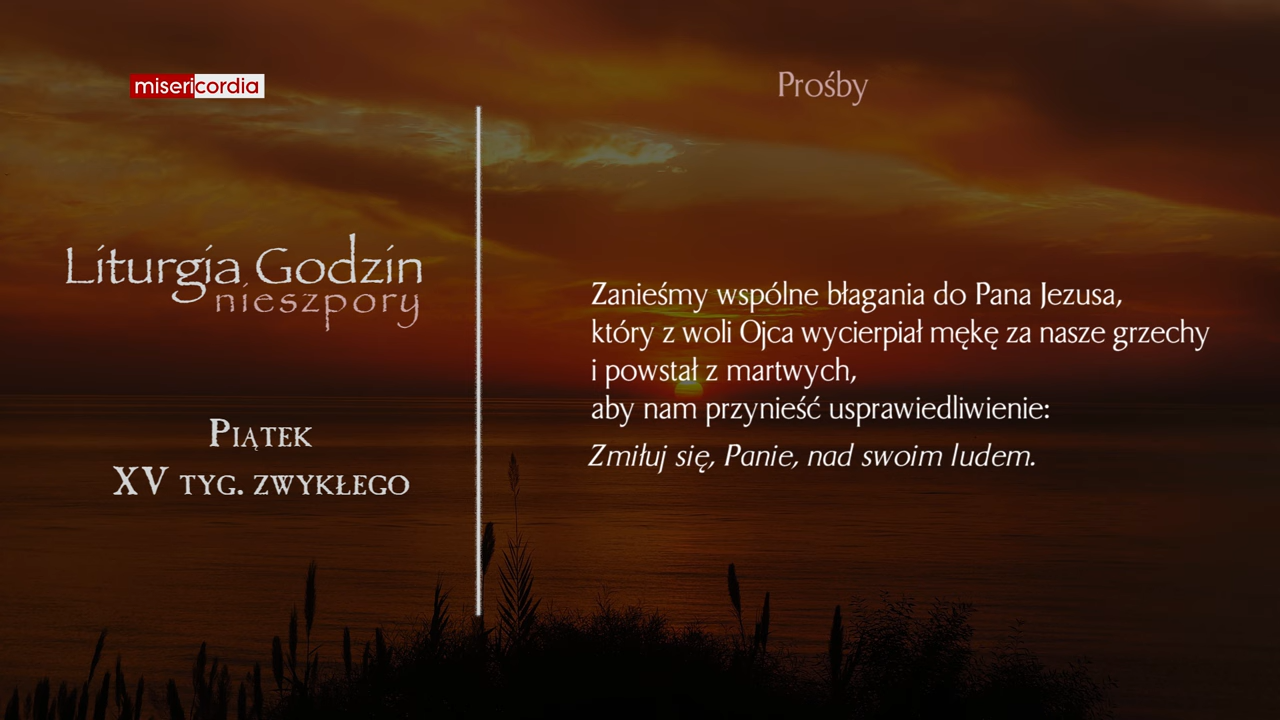 misericordia
Liturgia Godzin
nieszpory
Piątek
XV tyg. zwykłego
Prośby
Zanieśmy wspólne błagania do Pana Jezusa,
który z woli Ojca wycierpiał mękę za nasze grzechy
i powstał z martwych,
aby nam przynieść usprawiedliwienie:
Zmiłuj się, Panie, nad swoim ludem.